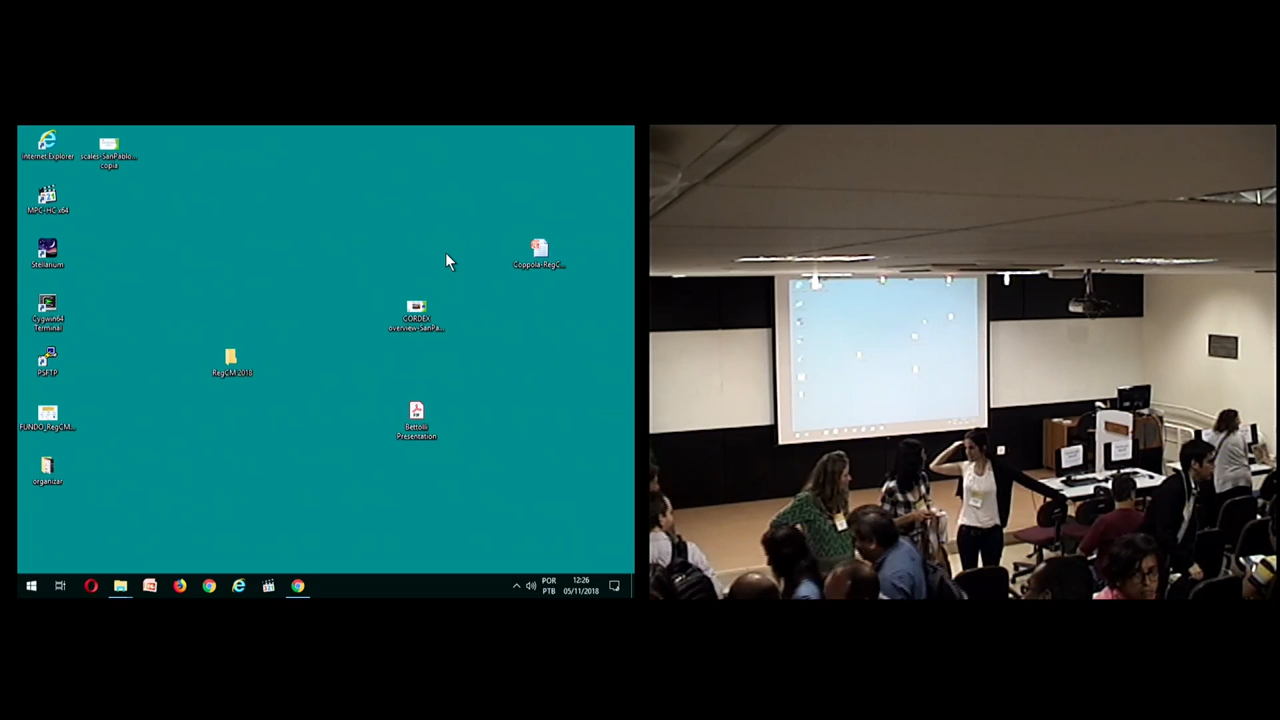 Internet Explorer
scales-SanPablo...
copia
MPC-HC x64
Stellarium
Coppola-RegC...
CORDEX
overview-SanPa...
Cygwin64
Terminal
PSFTP
RegCM 2018
FUNDO_RegCM...
Bettolli
Presentation
organizar
POR
PTB
12:26
05/11/2018